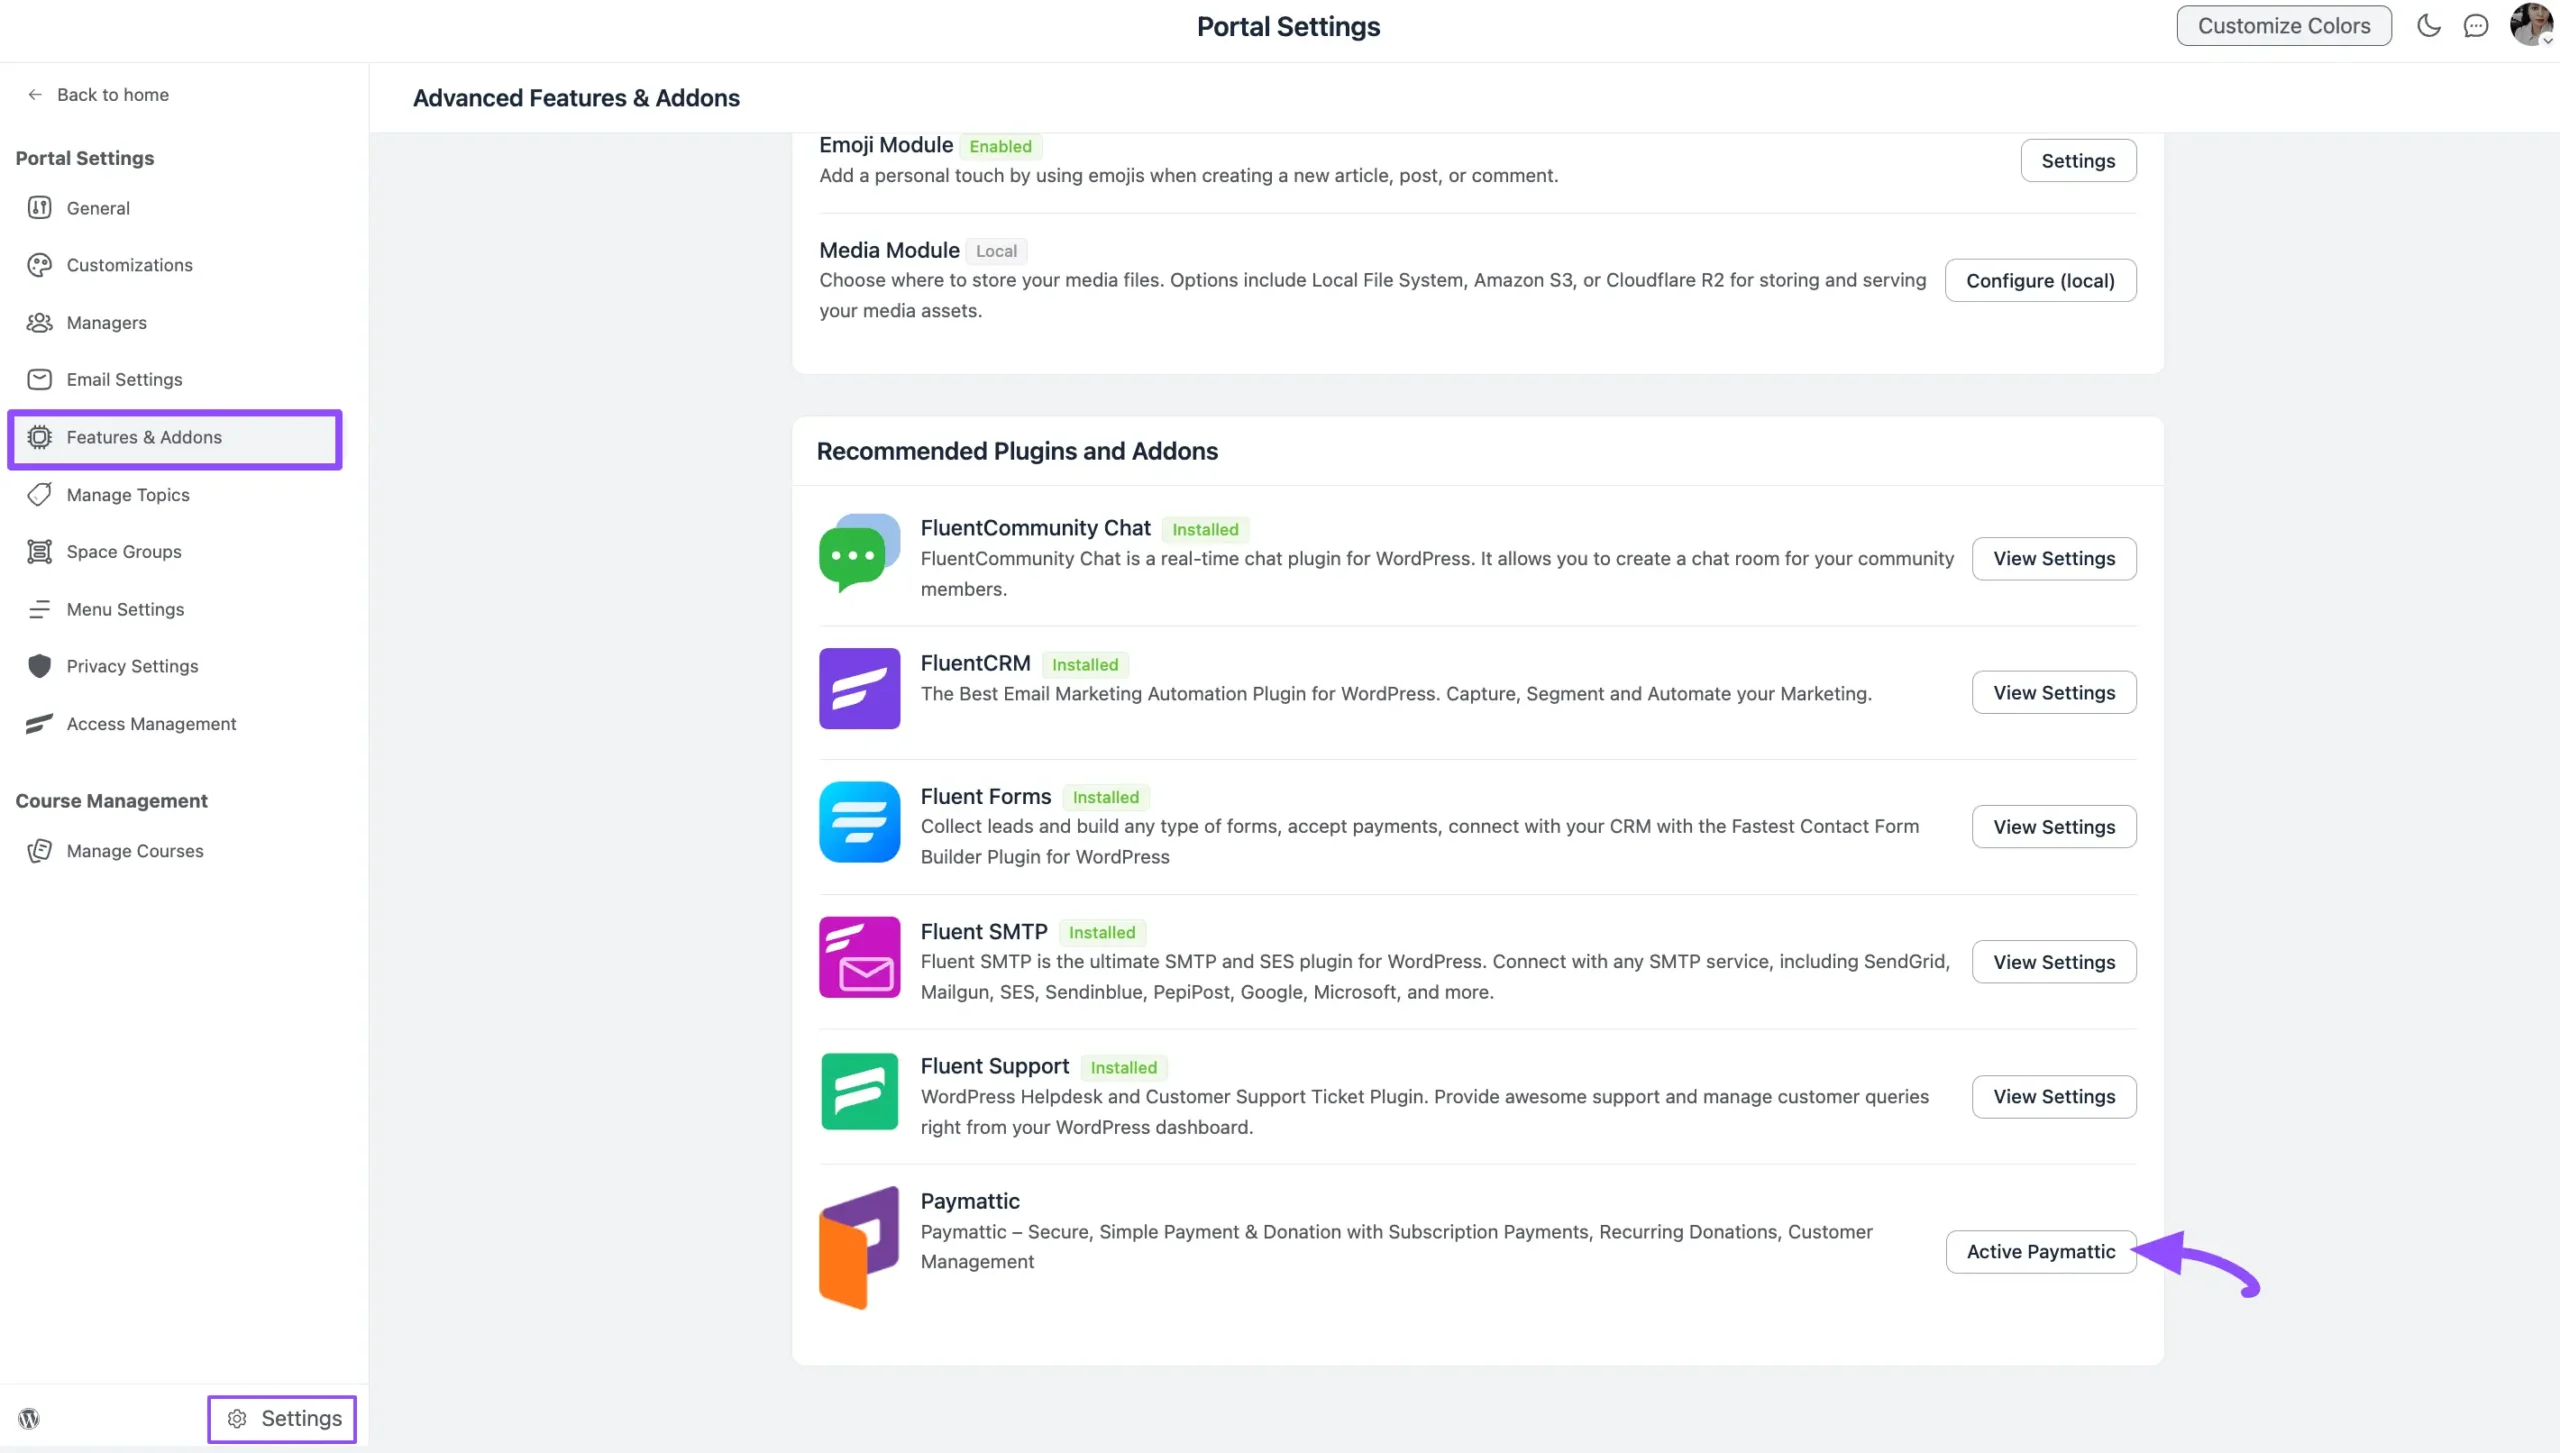 Portal Settings
Customize Colors
Back to home
Portal Settings
General
Customizations
Managers
Email Settings
Features & Addons
Manage Topics
Space Groups
Menu Settings
Privacy Settings
Access Management
Course Management
Manage Courses
Settings
Advanced Features & Addons
Emoji Module Enabled
Add a personal touch by using emojis when creating a new article, post, or comment.
Settings
Media Module Local
Choose where to store your media files. Options include Local File System, Amazon S3, or Cloudflare R2 for storing and serving
your media assets.
Configure (local)
Recommended Plugins and Addons
FluentCommunity Chat Installed
FluentCommunity Chat is a real-time chat plugin for WordPress. It allows you to create a chat room for your community
members.
View Settings
FluentCRM Installed
The Best Email Marketing Automation Plugin for WordPress. Capture, Segment and Automate your Marketing.
View Settings
Fluent Forms Installed
Collect leads and build any type of forms, accept payments, connect with your CRM with the Fastest Contact Form
Builder Plugin for WordPress
View Settings
Fluent SMTP Installed
Fluent SMTP is the ultimate SMTP and SES plugin for WordPress. Connect with any SMTP service, including SendGrid,
Mailgun, SES, Sendinblue, PepiPost, Google, Microsoft, and more.
View Settings
Fluent Support Installed
WordPress Helpdesk and Customer Support Ticket Plugin. Provide awesome support and manage customer queries
right from your WordPress dashboard.
View Settings
Paymattic
Paymattic – Secure, Simple Payment & Donation with Subscription Payments, Recurring Donations, Customer
Management
Active Paymattic